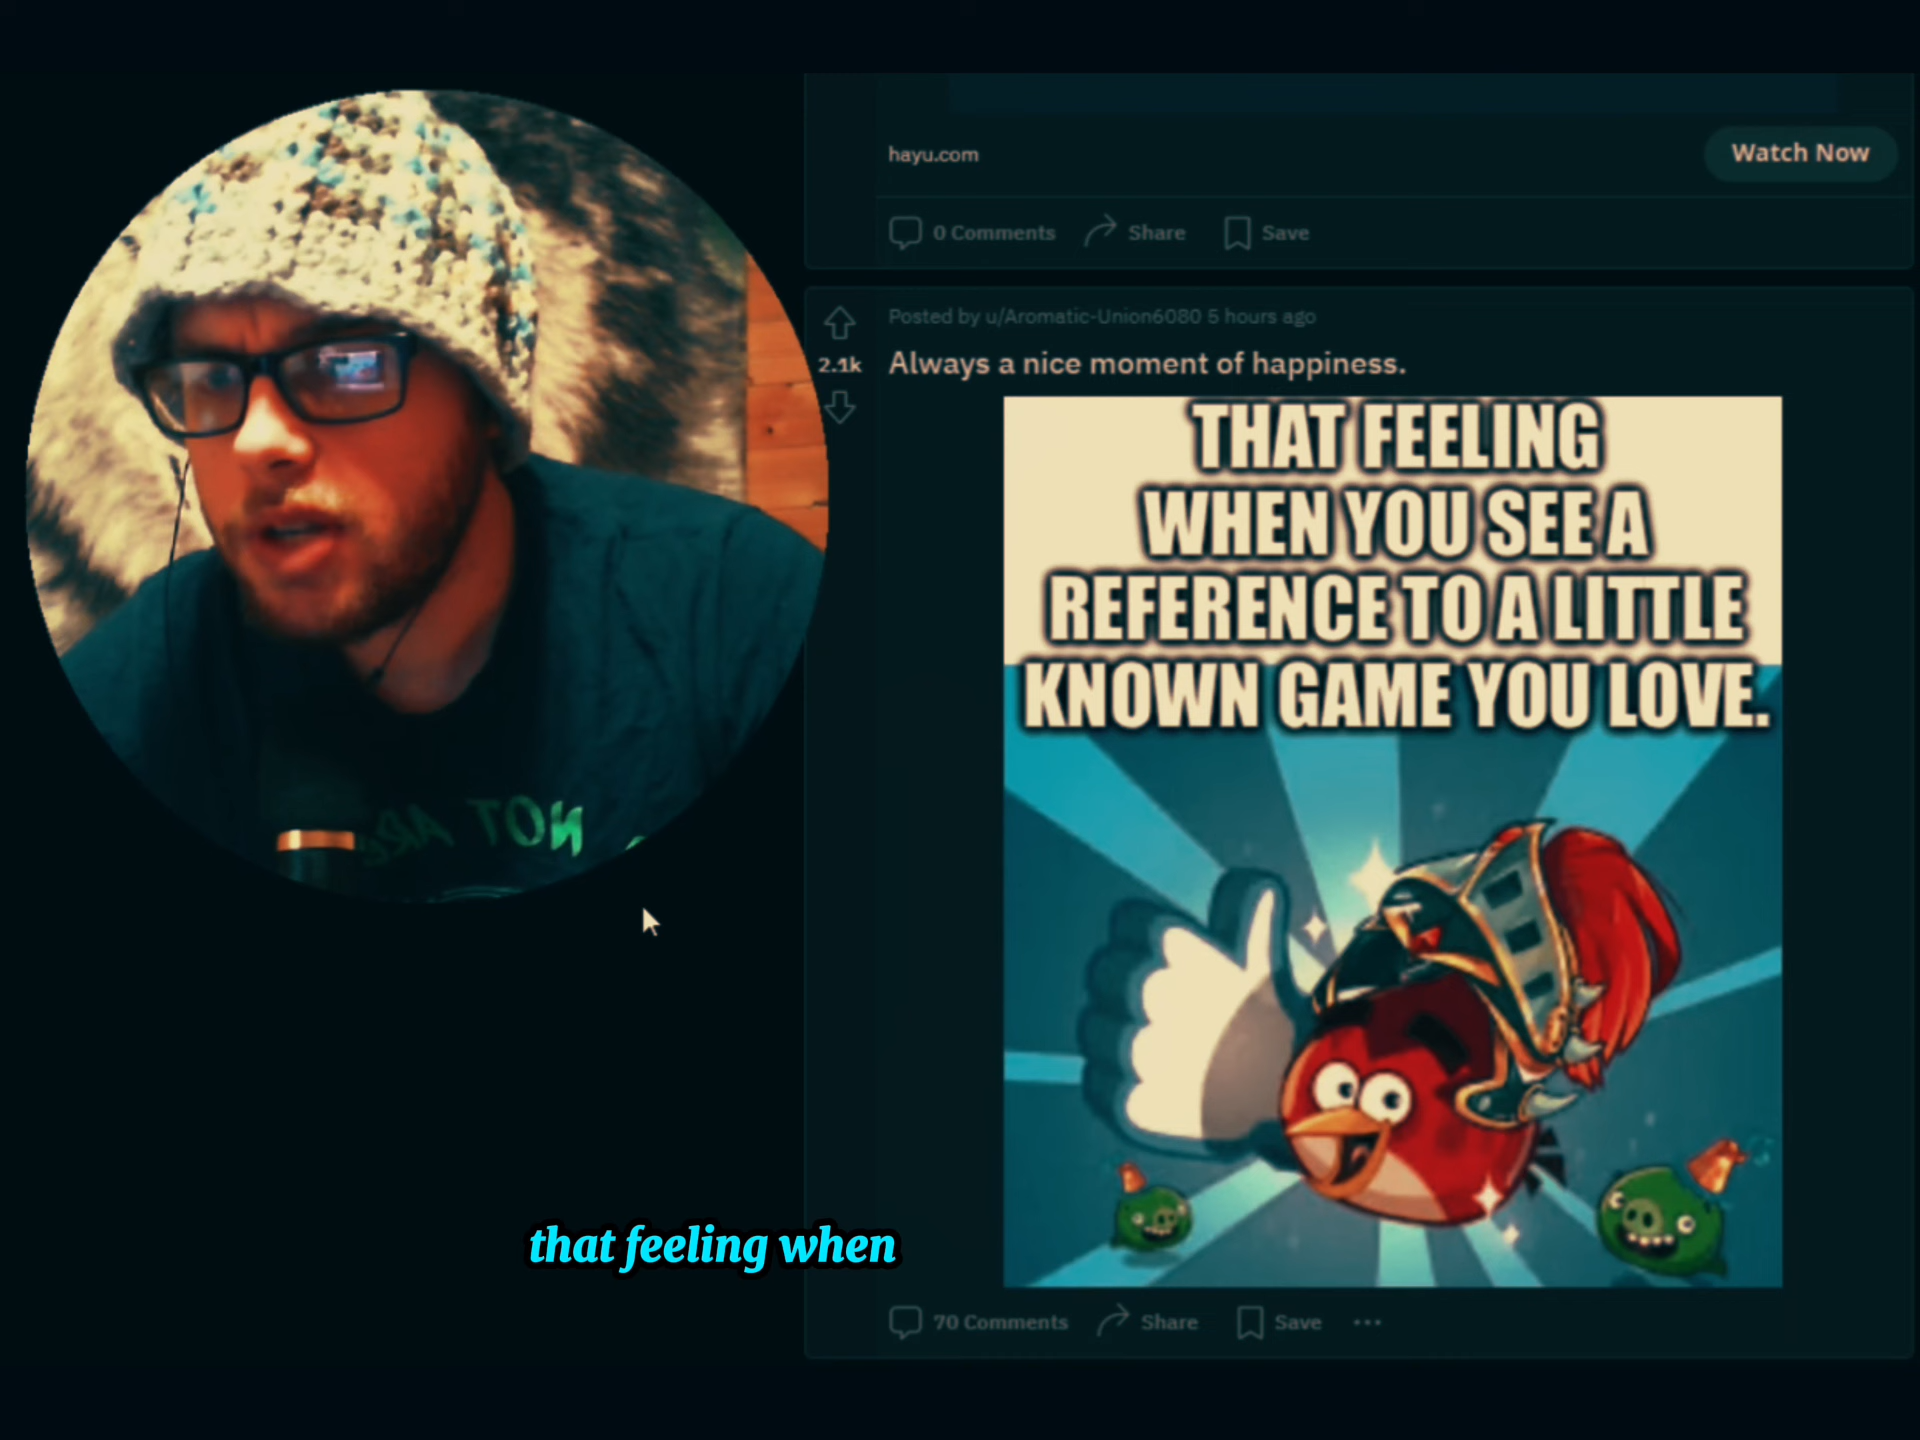 hayu.com
Watch Now
0 Comments
Share
Save
Posted by u/Aromatic-Union6080 5 hours ago
2.1k
Always a nice moment of happiness.
THAT FEELING
WHEN YOU SEE A
REFERENCE TO A LITTLE
KNOWN GAME YOU LOVE.
NOT ARE
that feeling when
70 Comments
Share
Save